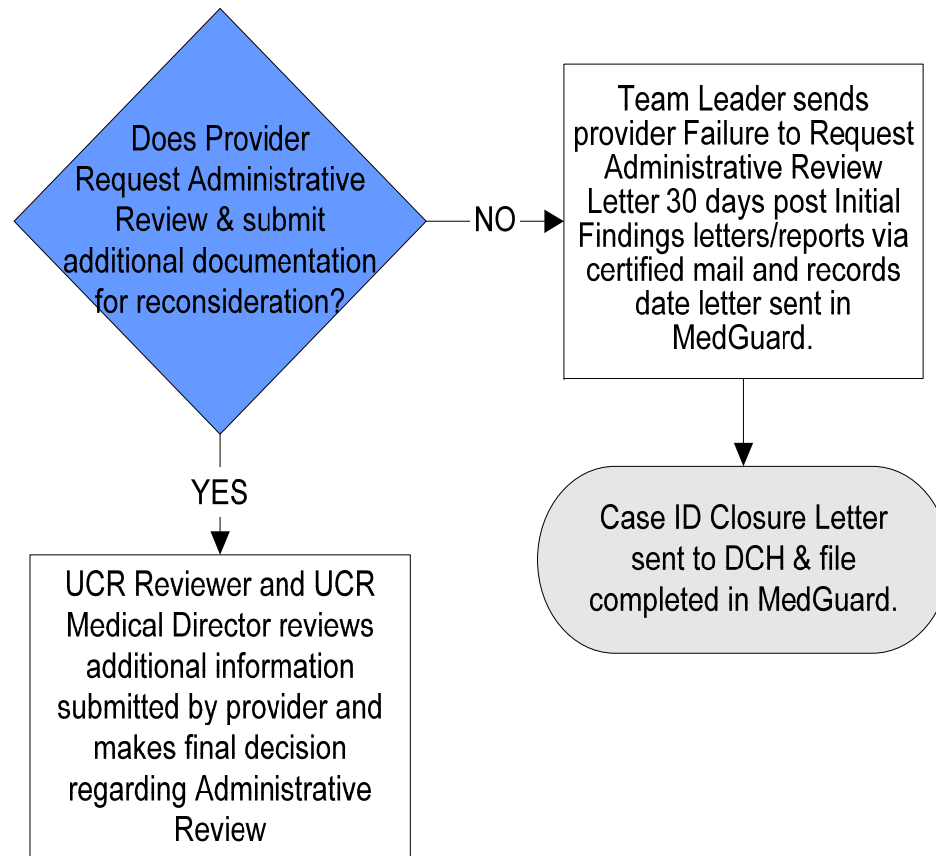 Does Provider
Request Administrative
Review & submit
additional documentation
for reconsideration?
NO
Team Leader sends
provider Failure to Request
Administrative Review
Letter 30 days post Initial
Findings letters/reports via
certified mail and records
date letter sent in
MedGuard.
YES
Case ID Closure Letter
sent to DCH & file
completed in MedGuard.
UCR Reviewer and UCR
Medical Director reviews
additional information
submitted by provider and
makes final decision
regarding Administrative
Review